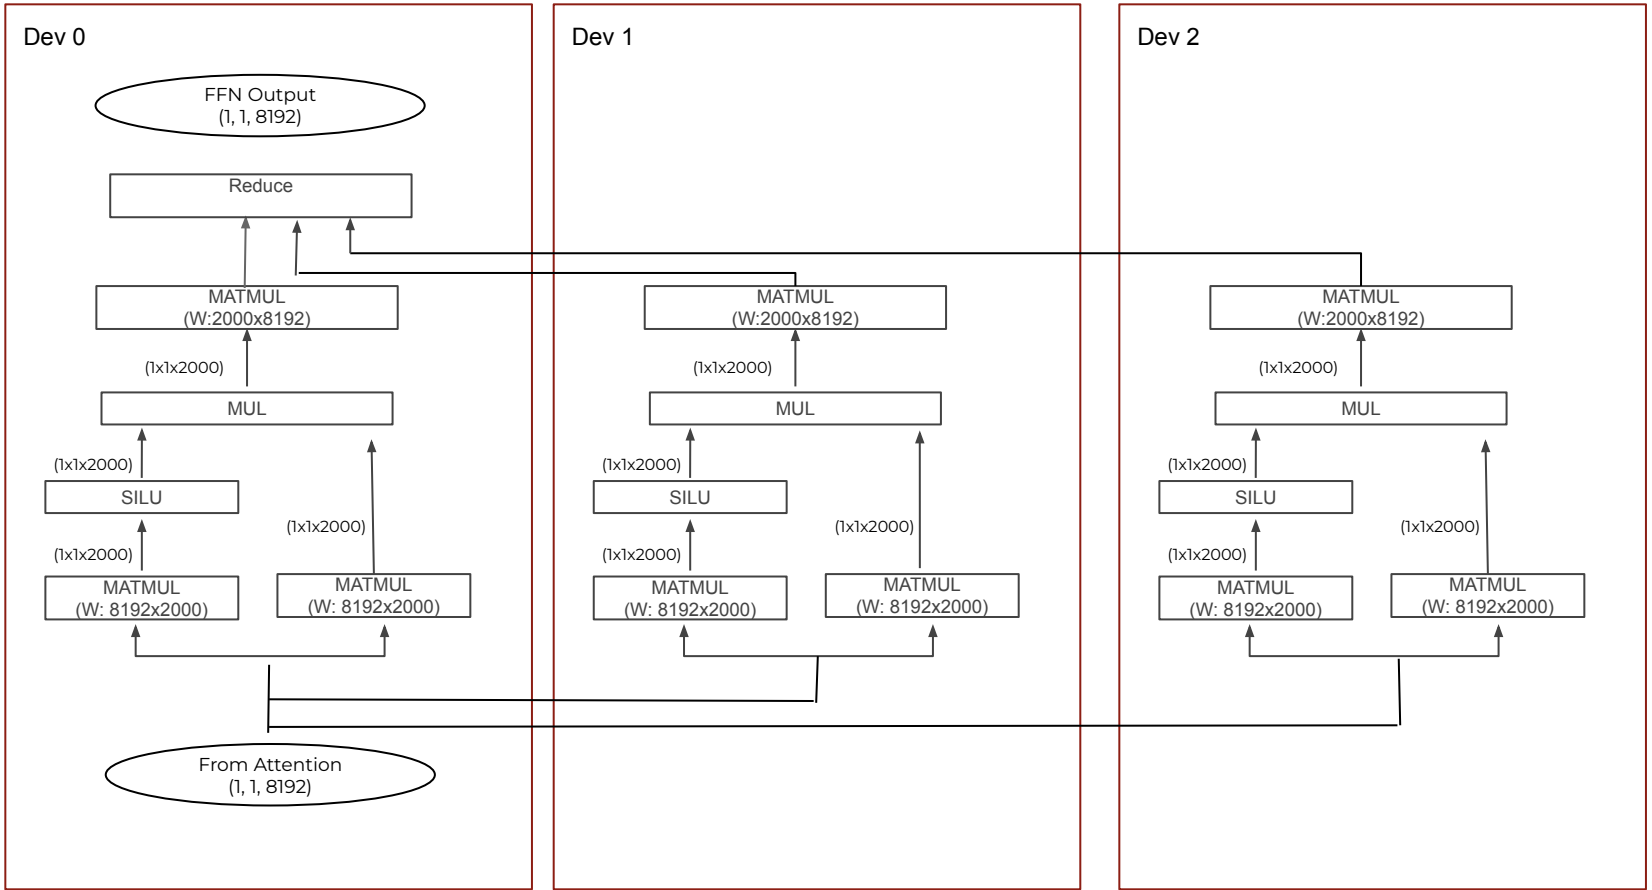 Dev 0
FFN Output
(1, 1, 8192)
Reduce
MATMUL
(W:2000x8192)
(1x1x2000)
MUL
(1x1x2000)
SILU
(1x1x2000)
(1x1x2000)
MATMUL
(W: 8192x2000)
MATMUL
(W: 8192x2000)
From Attention
(1, 1, 8192)
Dev 1
MATMUL
(W:2000x8192)
(1x1x2000)
MUL
(1x1x2000)
SILU
(1x1x2000)
(1x1x2000)
MATMUL
(W: 8192x2000)
MATMUL
(W: 8192x2000)
Dev 2
MATMUL
(W:2000x8192)
(1x1x2000)
MUL
(1x1x2000)
SILU
(1x1x2000)
(1x1x2000)
MATMUL
(W: 8192x2000)
MATMUL
(W: 8192x2000)